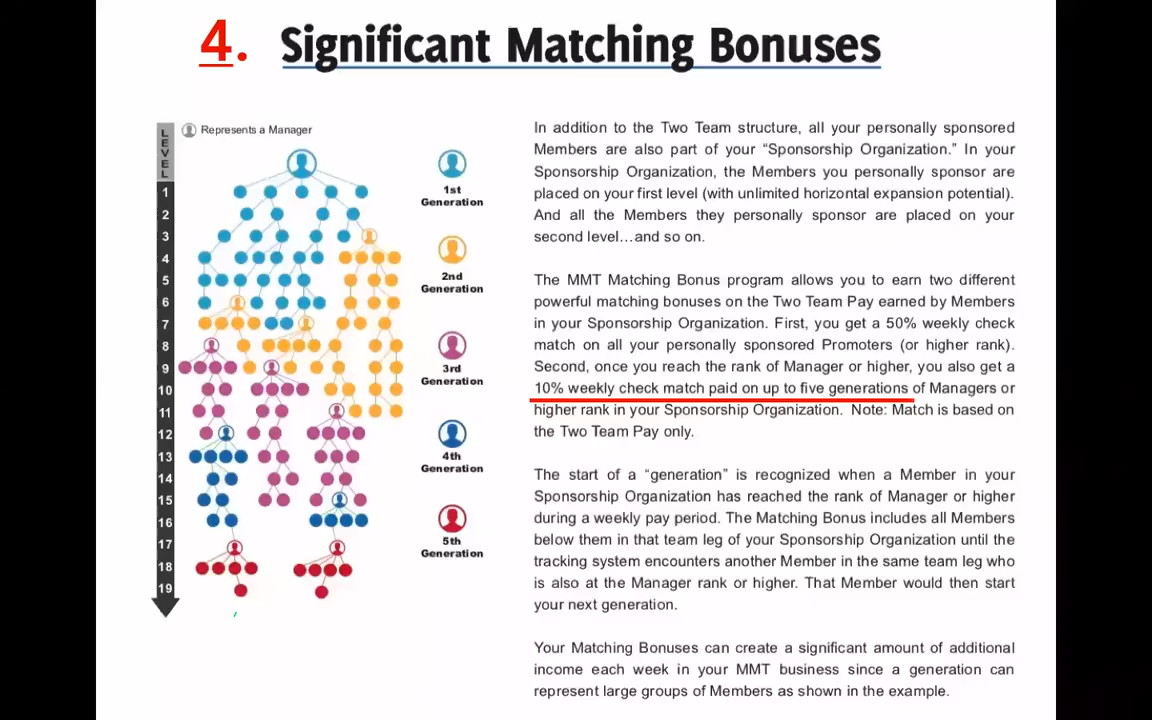 4. Significant Matching Bonuses
LEVEL
Represents a Manager
1
2
3
4
5
6
7
8
9
10
11
12
13
14
15
16
17
18
19
1st
Generation
2nd
Generation
3rd
Generation
4th
Generation
5th
Generation
In addition to the Two Team structure, all your personally sponsored
Members are also part of your “Sponsorship Organization.” In your
Sponsorship Organization, the Members you personally sponsor are
placed on your first level (with unlimited horizontal expansion potential).
And all the Members they personally sponsor are placed on your
second level…and so on.
The MMT Matching Bonus program allows you to earn two different
powerful matching bonuses on the Two Team Pay earned by Members
in your Sponsorship Organization. First, you get a 50% weekly check
match on all your personally sponsored Promoters (or higher rank).
Second, once you reach the rank of Manager or higher, you also get a
10% weekly check match paid on up to five generations of Managers or
higher rank in your Sponsorship Organization. Note: Match is based on
the Two Team Pay only.
The start of a “generation” is recognized when a Member in your
Sponsorship Organization has reached the rank of Manager or higher
during a weekly pay period. The Matching Bonus includes all Members
below them in that team leg of your Sponsorship Organization until the
tracking system encounters another Member in the same team leg who
is also at the Manager rank or higher. That Member would then start
your next generation.
Your Matching Bonuses can create a significant amount of additional
income each week in your MMT business since a generation can
represent large groups of Members as shown in the example.